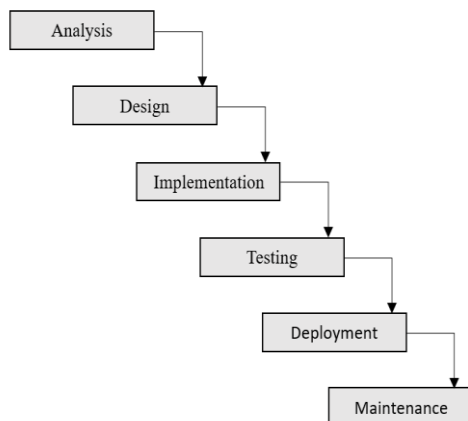 Analysis
Design
Implementation
Testing
Deployment
Maintenance